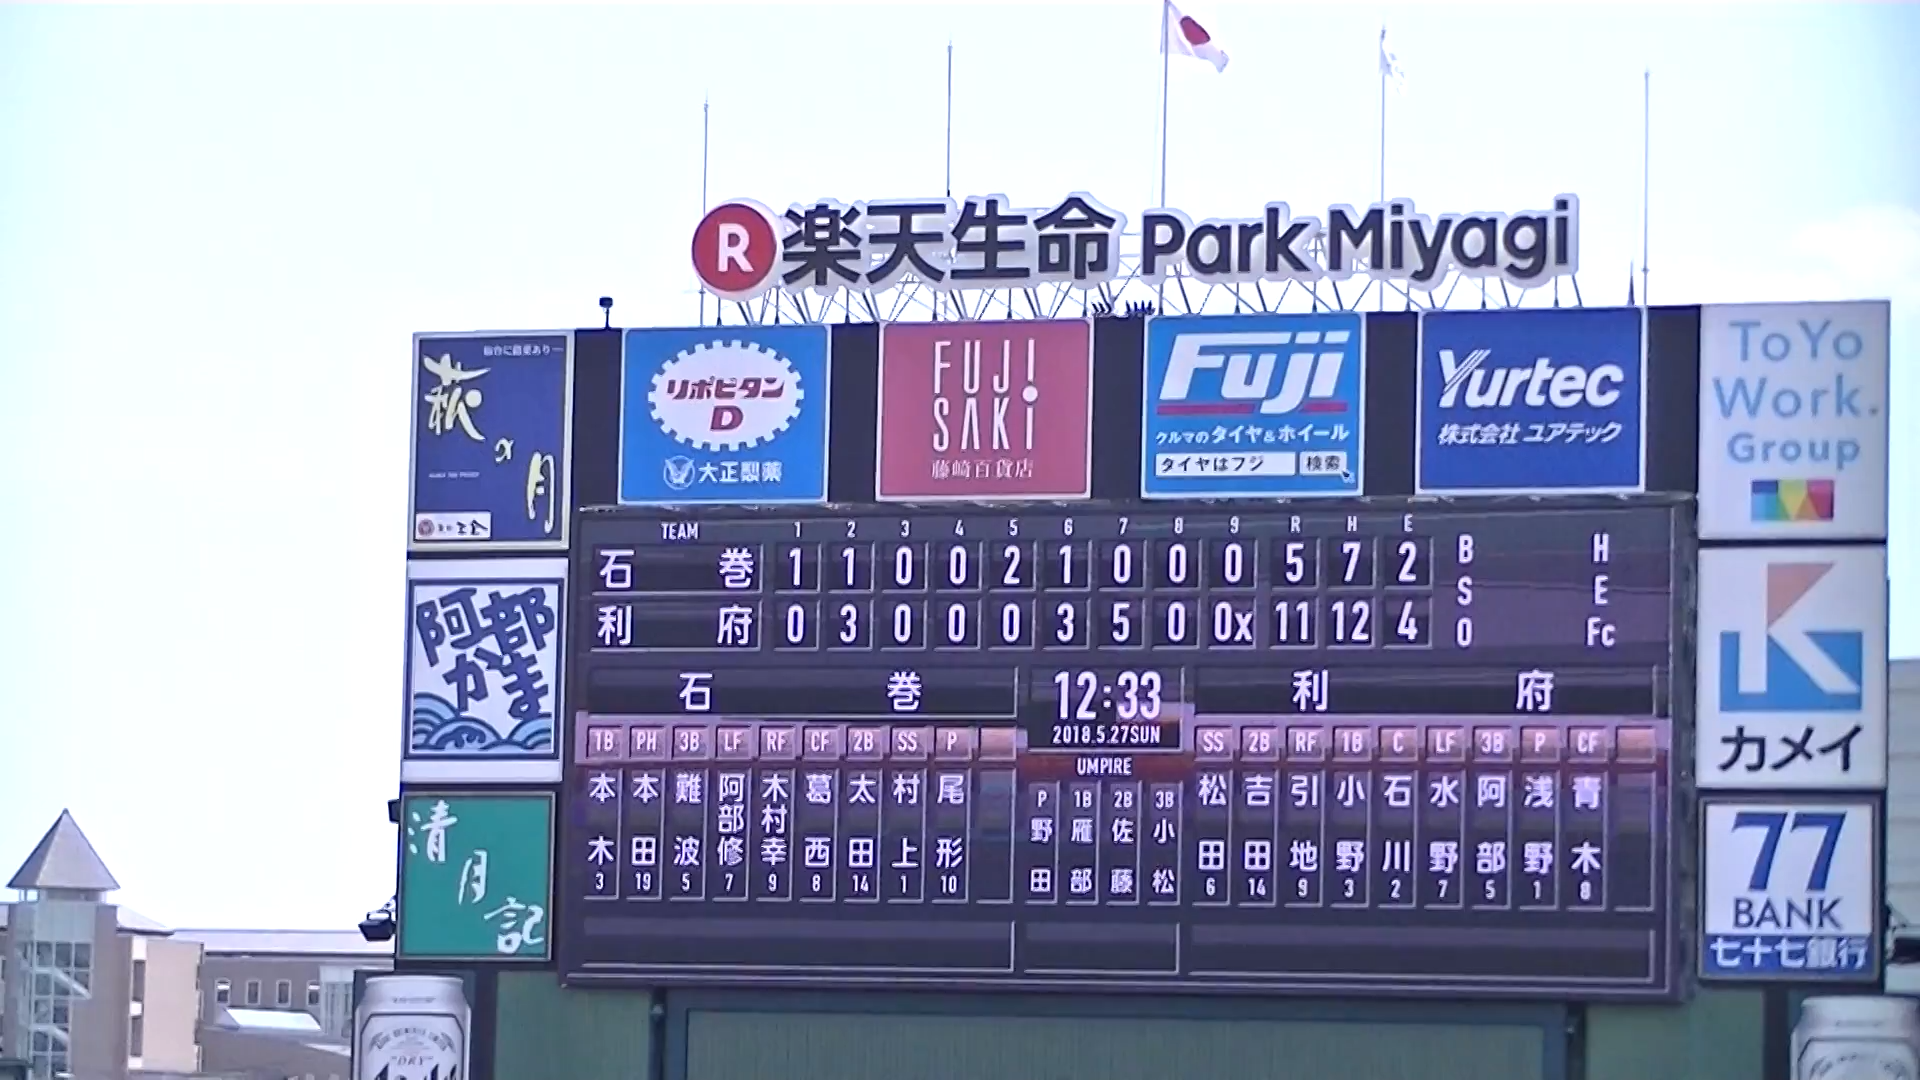 R 楽天生命 Park Miyagi
仙台に銘菓あり
萩の月
リポビタン
D
大正製薬
FUJI
SAKI
藤崎百貨店
Fuji
クルマのタイヤ&ホイール
タイヤはフジ 検索
Yurtec
株式会社 ユアテック
ToYo
Work.
Group
阿部
かま
清月記
カメイ
77
BANK
七十七銀行
TEAM 1 2 3 4 5 6 7 8 9 R H E
石巻 1 1 0 0 2 1 0 0 0 5 7 2 B H
S E
利府 0 3 0 0 0 3 5 0 0x 11 12 4 O Fc
石巻 12:33 利府
2018.5.27SUN
1B PH 3B LF RF CF 2B SS P
本木 本田 難波 阿部修 木村幸 葛西 太田 村上 尾形
3 19 5 7 9 8 14 1 10
UMPIRE
P 1B 2B 3B
野田 雁部 佐藤 小松
SS 2B RF 1B C LF 3B P CF
松田 吉田 引地 小野 石川 水野 阿部 浅野 青木
6 14 9 3 2 7 5 1 8
"DRY"